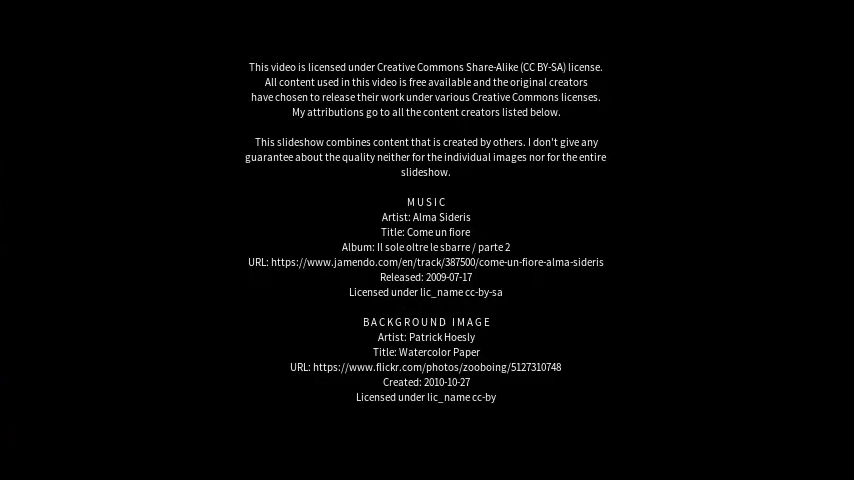 This video is licensed under Creative Commons Share-Alike (CC BY-SA) license.
All content used in this video is free available and the original creators
have chosen to release their work under various Creative Commons licenses.
My attributions go to all the content creators listed below.
This slideshow combines content that is created by others. I don't give any
guarantee about the quality neither for the individual images nor for the entire
slideshow.
MUSIC
Artist: Alma Sideris
Title: Come un fiore
Album: Il sole oltre le sbarre / parte 2
URL: https://www.jamendo.com/en/track/387500/come-un-fiore-alma-sideris
Released: 2009-07-17
Licensed under lic_name cc-by-sa
BACKGROUND IMAGE
Artist: Patrick Hoesly
Title: Watercolor Paper
URL: https://www.flickr.com/photos/zooboing/5127310748
Created: 2010-10-27
Licensed under lic_name cc-by